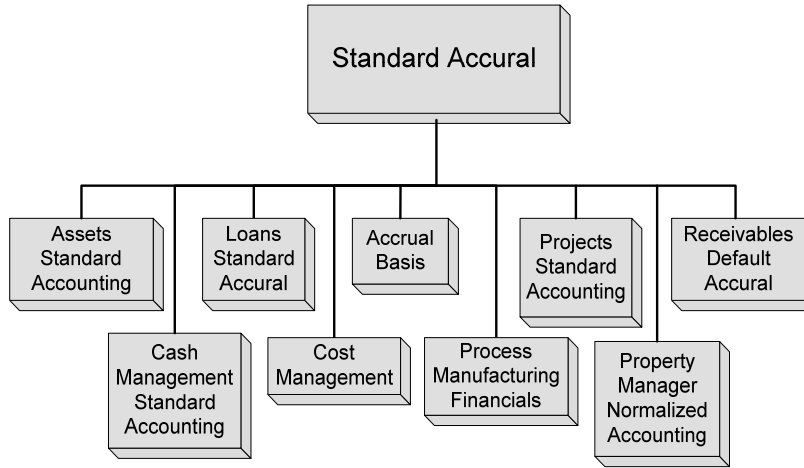 Standard Accural
Assets
Standard
Accounting
Loans
Standard
Accural
Accrual
Basis
Projects
Standard
Accounting
Receivables
Default
Accural
Cash
Management
Standard
Accounting
Cost
Management
Process
Manufacturing
Financials
Property
Manager
Normalized
Accounting